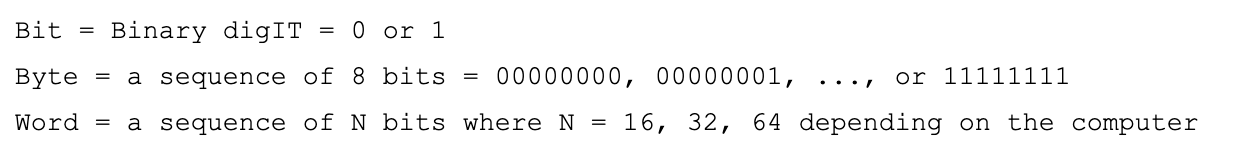 Bit = Binary digIT = 0 or 1
Byte = a sequence of 8 bits = 00000000, 00000001, ..., or 11111111
Word = a sequence of N bits where N = 16, 32, 64 depending on the computer